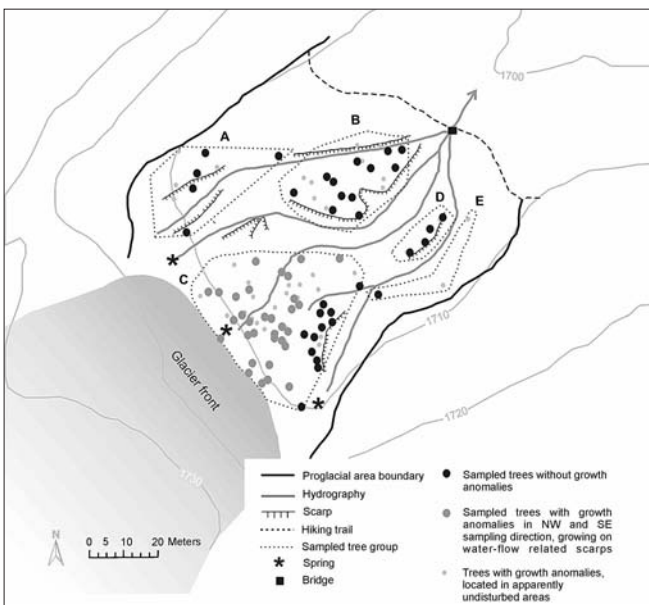 1700
B
A
D
E
C
Glacier front
1710
1720
1730
N
0 5 10 20 Meters
Proglacial area boundary
Hydrography
Scarp
Hiking trail
Sampled tree group
Spring
Bridge
Sampled trees without growth
anomalies
Sampled trees with growth
anomalies in NW and SE
sampling direction, growing on
water-flow related scarps
Trees with growth anomalies,
located in apparently
undisturbed areas